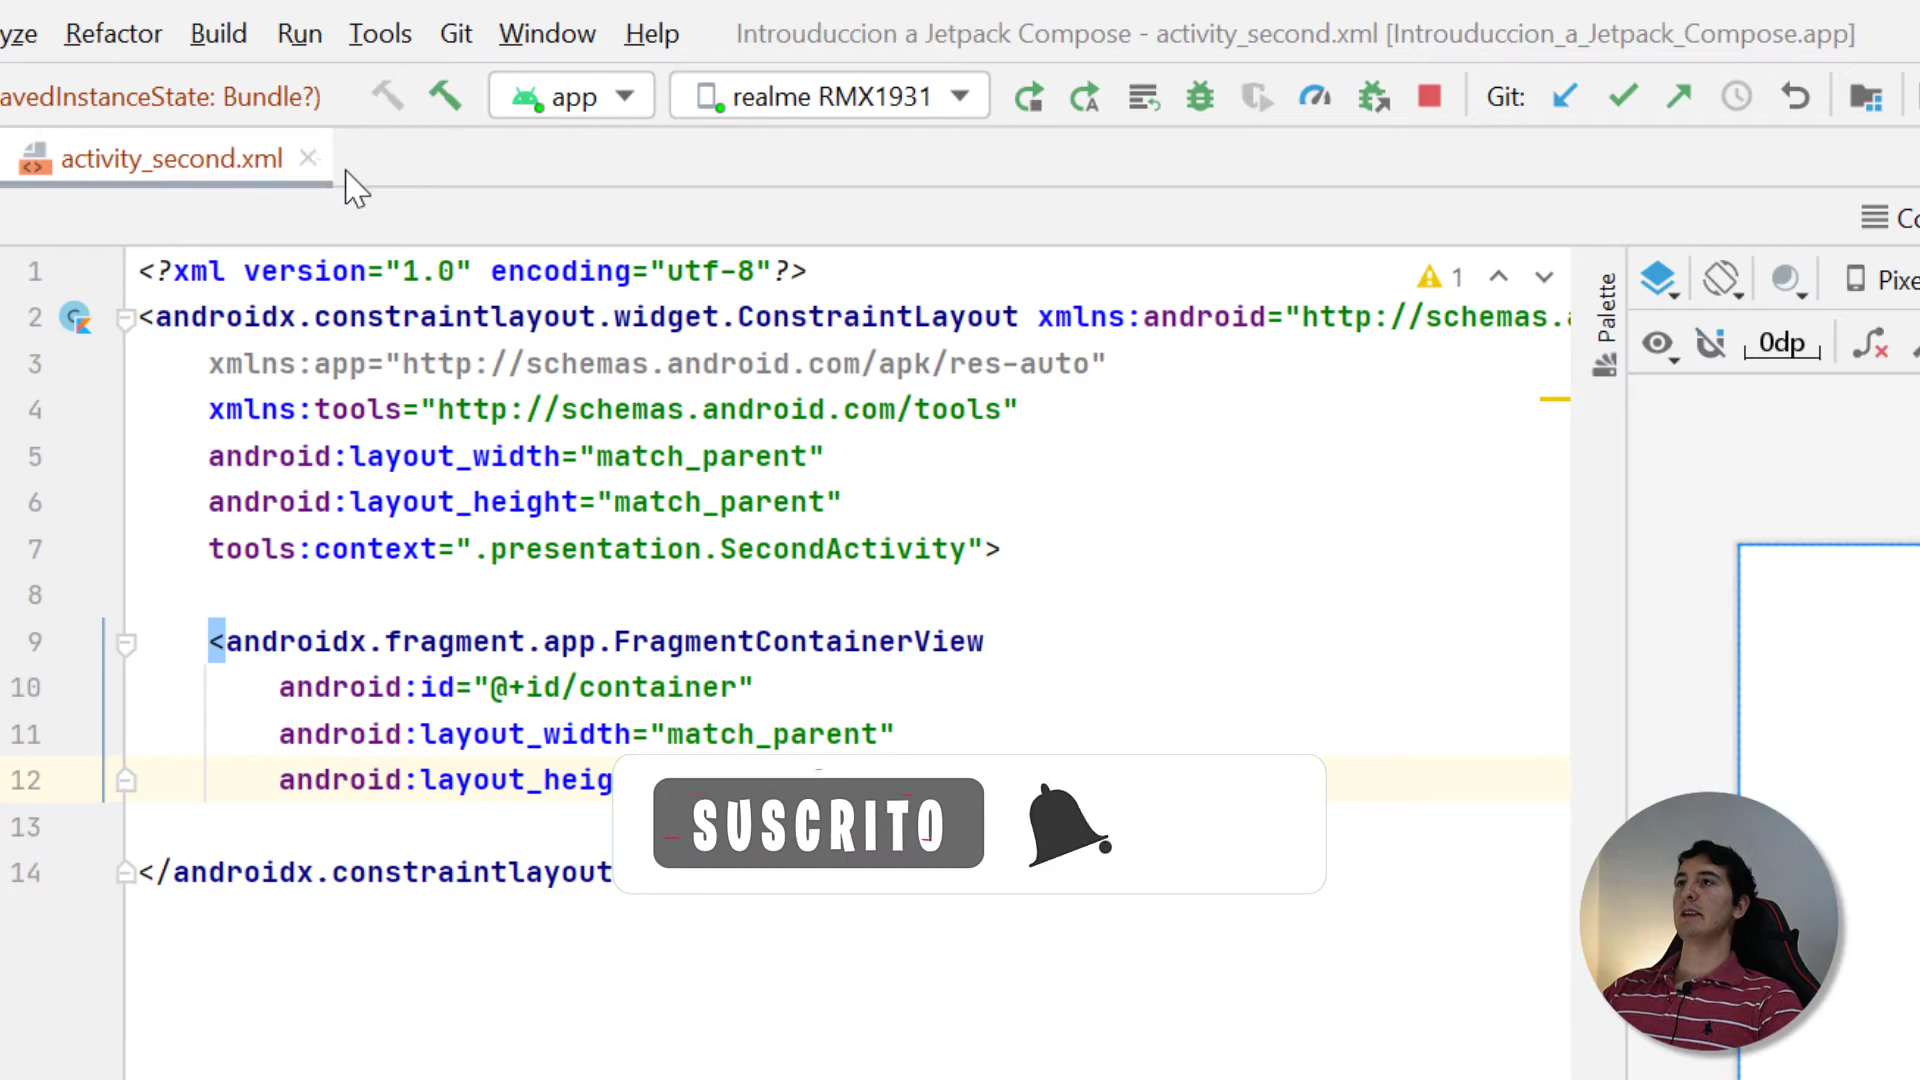 yze Refactor Build Run Tools Git Window Help Introuduccion a Jetpack Compose - activity_second.xml [Introuduccion_a_Jetpack_Compose.app]
avedInstanceState: Bundle?) app realme RMX1931 Git:
activity_second.xml
Co
1 <?xml version="1.0" encoding="utf-8"?> 1
2 <androidx.constraintlayout.widget.ConstraintLayout xmlns:android="http://schemas.
3 xmlns:app="http://schemas.android.com/apk/res-auto"
4 xmlns:tools="http://schemas.android.com/tools"
5 android:layout_width="match_parent"
6 android:layout_height="match_parent"
7 tools:context=".presentation.SecondActivity">
8
9 <androidx.fragment.app.FragmentContainerView
10 android:id="@+id/container"
11 android:layout_width="match_parent"
12 android:layout_heig
13
14 </androidx.constraintlayout
Palette
Pixe
0dp
SUSCRITO